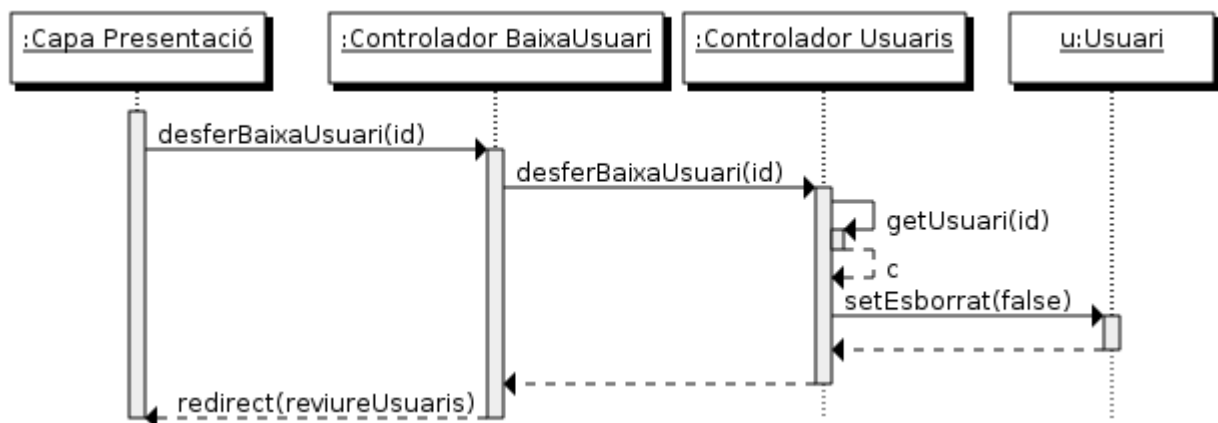 :Capa Presentació
:Controlador BaixaUsuari
:Controlador Usuaris
u:Usuari
desferBaixaUsuari(id)
desferBaixaUsuari(id)
getUsuari(id)
c
setEsborrat(false)
redirect(reviureUsuaris)